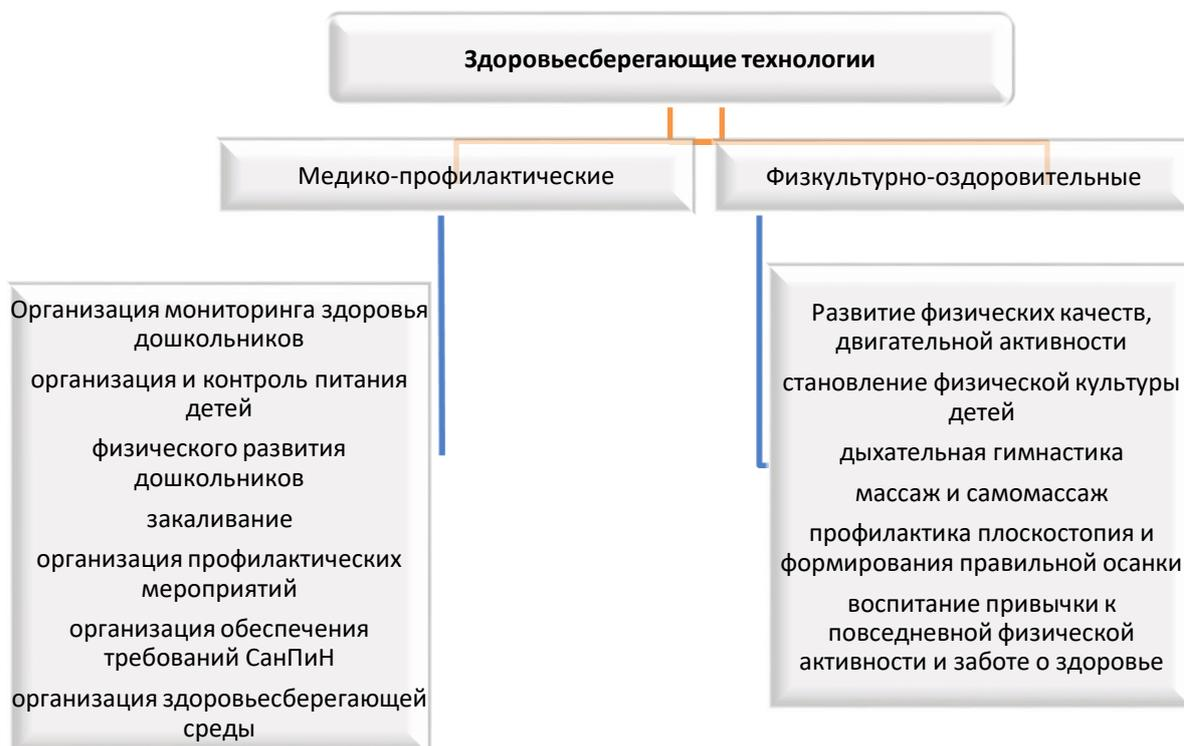 Здоровьесберегающие технологии
Медико-профилактические
Физкультурно-оздоровительные
Организация мониторинга здоровья
дошкольников
организация и контроль питания
детей
физического развития
дошкольников
закаливание
организация профилактических
мероприятий
организация обеспечения
требований СанПиН
организация здоровьесберегающей
среды
Развитие физических качеств,
двигательной активности
становление физической культуры
детей
дыхательная гимнастика
массаж и самомассаж
профилактика плоскостопия и
формирования правильной осанки
воспитание привычки к
повседневной физической
активности и заботе о здоровье